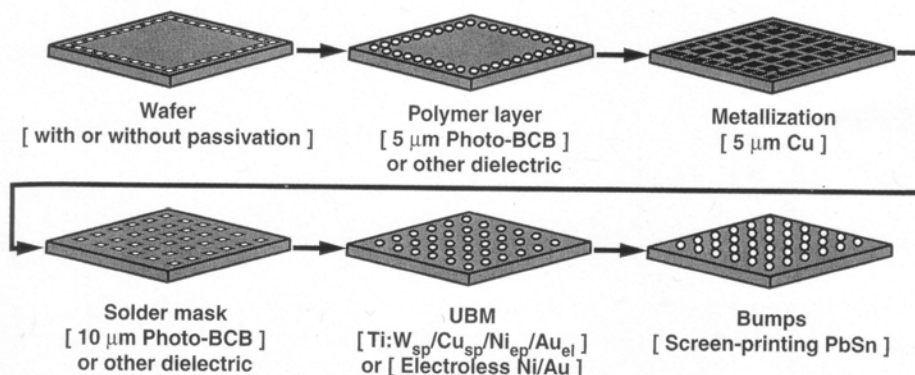 Wafer
[ with or without passivation ]
Polymer layer
[ 5 μm Photo-BCB ]
or other dielectric
Metallization
[ 5 μm Cu ]
Solder mask
[ 10 μm Photo-BCB ]
or other dielectric
UBM
[ Ti:Wsp/Cusp/Niep/Auel ]
or [ Electroless Ni/Au ]
Bumps
[ Screen-printing PbSn ]